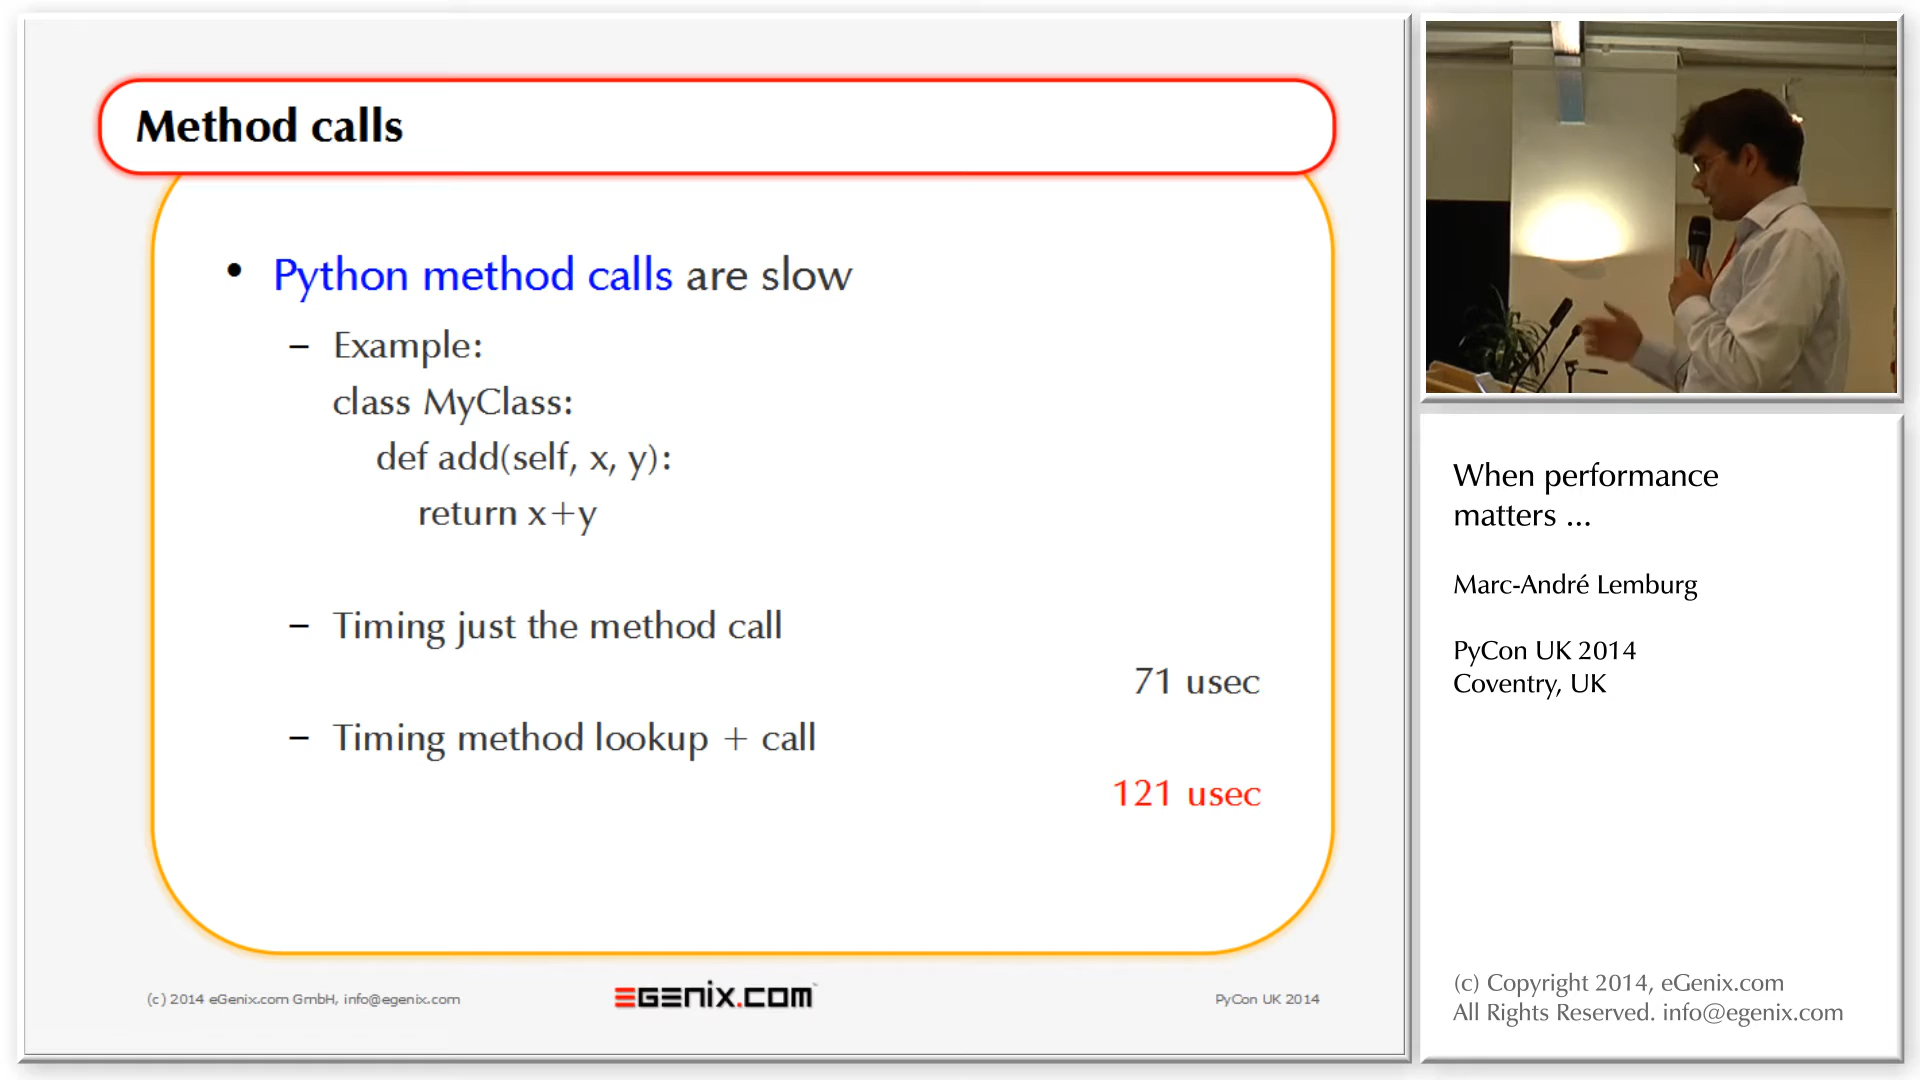 Method calls
• Python method calls are slow
– Example:
class MyClass:
def add(self, x, y):
return x+y
– Timing just the method call
71 usec
– Timing method lookup + call
121 usec
(c) 2014 eGenix.com GmbH, info@egenix.com
EGENIX.COM
PyCon UK 2014
When performance
matters ...
Marc-André Lemburg
PyCon UK 2014
Coventry, UK
(c) Copyright 2014, eGenix.com
All Rights Reserved. info@egenix.com